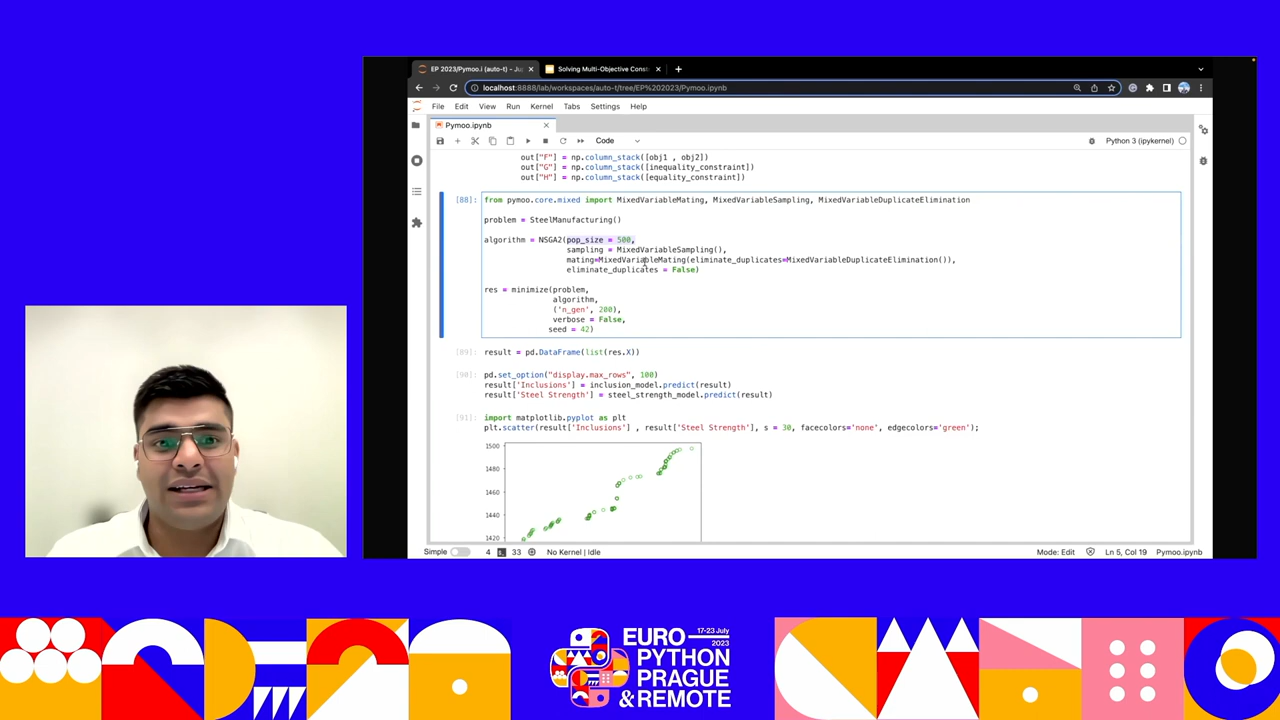 EP 2023/Pymoo.i (auto-t) – Ju
Solving Multi-Objective Const
localhost:8888/lab/workspaces/auto-t/tree/EP%202023/Pymoo.ipynb
File Edit View Run Kernel Tabs Settings Help
Pymoo.ipynb
Code
Python 3 (ipykernel)
out["F"] = np.column_stack([obj1 , obj2])
out["G"] = np.column_stack([inequality_constraint])
out["H"] = np.column_stack([equality_constraint])
[88]: from pymoo.core.mixed import MixedVariableMating, MixedVariableSampling, MixedVariableDuplicateElimination
problem = SteelManufacturing()
algorithm = NSGA2(pop_size = 500,
sampling = MixedVariableSampling(),
mating=MixedVariableMating(eliminate_duplicates=MixedVariableDuplicateElimination()),
eliminate_duplicates = False)
res = minimize(problem,
algorithm,
('n_gen', 200),
verbose = False,
seed = 42)
[89]: result = pd.DataFrame(list(res.X))
[90]: pd.set_option("display.max_rows", 100)
result['Inclusions'] = inclusion_model.predict(result)
result['Steel Strength'] = steel_strength_model.predict(result)
[91]: import matplotlib.pyplot as plt
plt.scatter(result['Inclusions'] , result['Steel Strength'], s = 30, facecolors='none', edgecolors='green');
1500
1480
1460
1440
1420
Simple 4 33 No Kernel | Idle
Mode: Edit Ln 5, Col 19 Pymoo.ipynb
17-23 July
2023
EURO
PYTHON
PRAGUE
& REMOTE